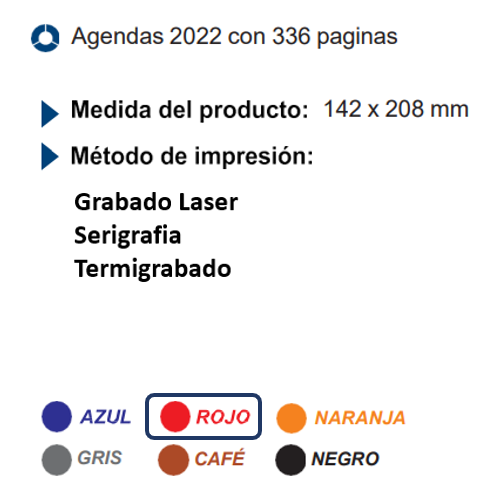 Agendas 2022 con 336 paginas
Medida del producto: 142 x 208 mm
Método de impresión:
Grabado Laser
Serigrafia
Termigrabado
AZUL ROJO NARANJA
GRIS CAFÉ NEGRO